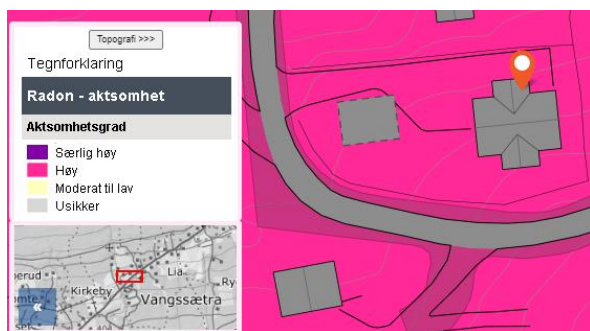 Topografi >>>
Tegnforklaring
Radon - aktsomhet
Aktsomhetsgrad
Særlig høy
Høy
Moderat til lav
Usikker
Lia
Kirkeby
Vangssætra
«